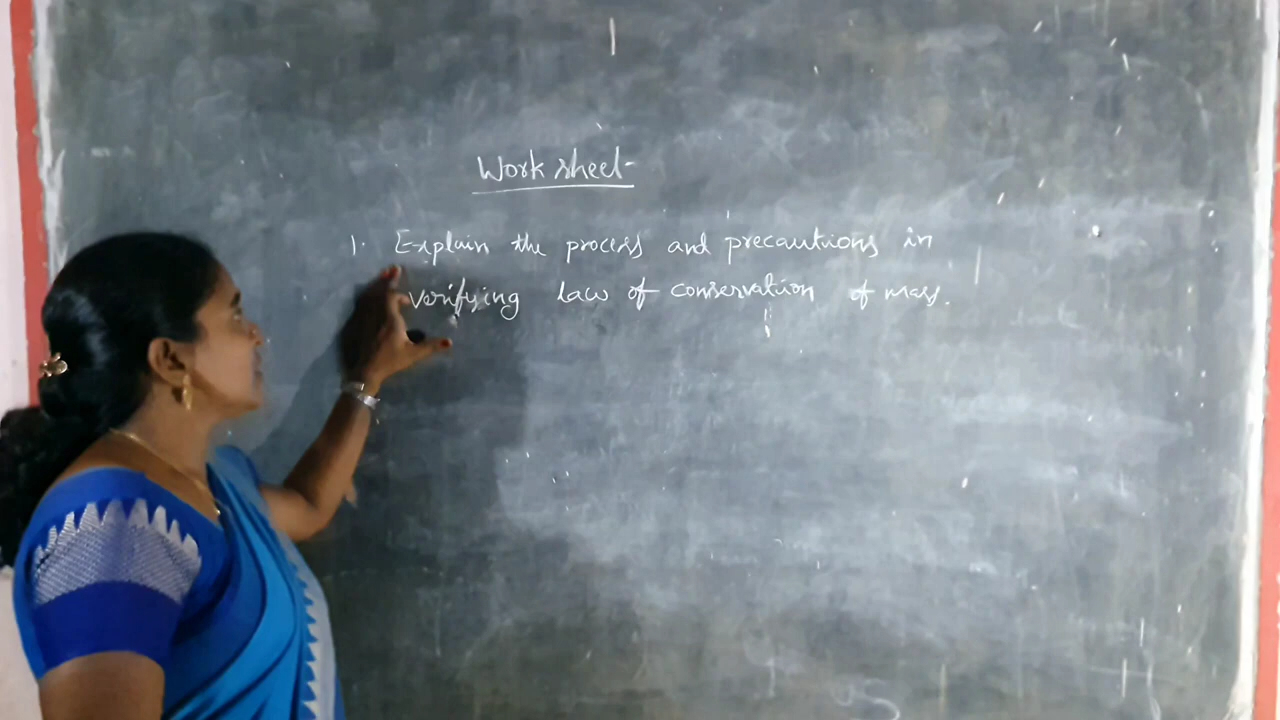 Work sheet
1. Explain the process and precautions in
verifying law of conservation of mass.